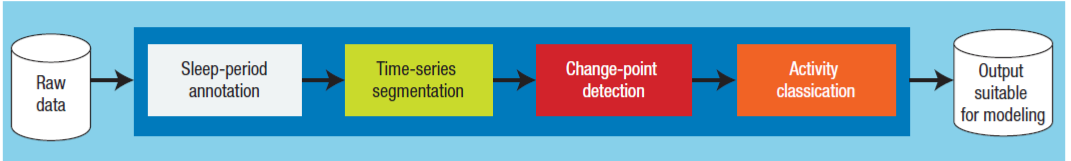 Raw
data
Sleep-period
annotation
Time-series
segmentation
Change-point
detection
Activity
classication
Output
suitable
for modeling